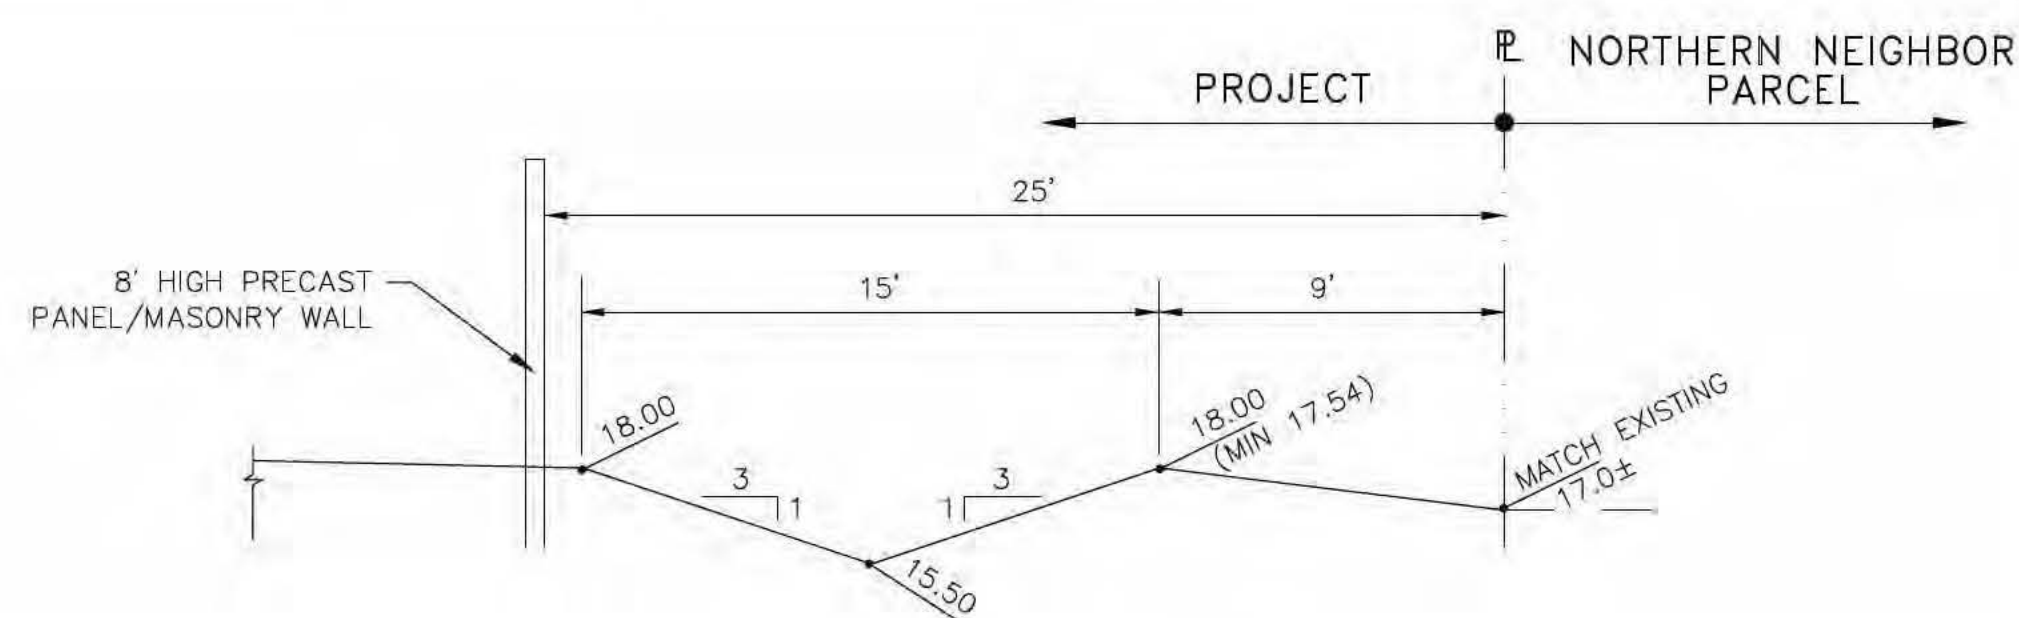 ℄ NORTHERN NEIGHBOR
PROJECT
PARCEL
25'
8' HIGH PRECAST
PANEL/MASONRY WALL
15'
9'
18.00
18.00
(MIN 17.54)
MATCH EXISTING
17.0±
3
1
1
3
15.50